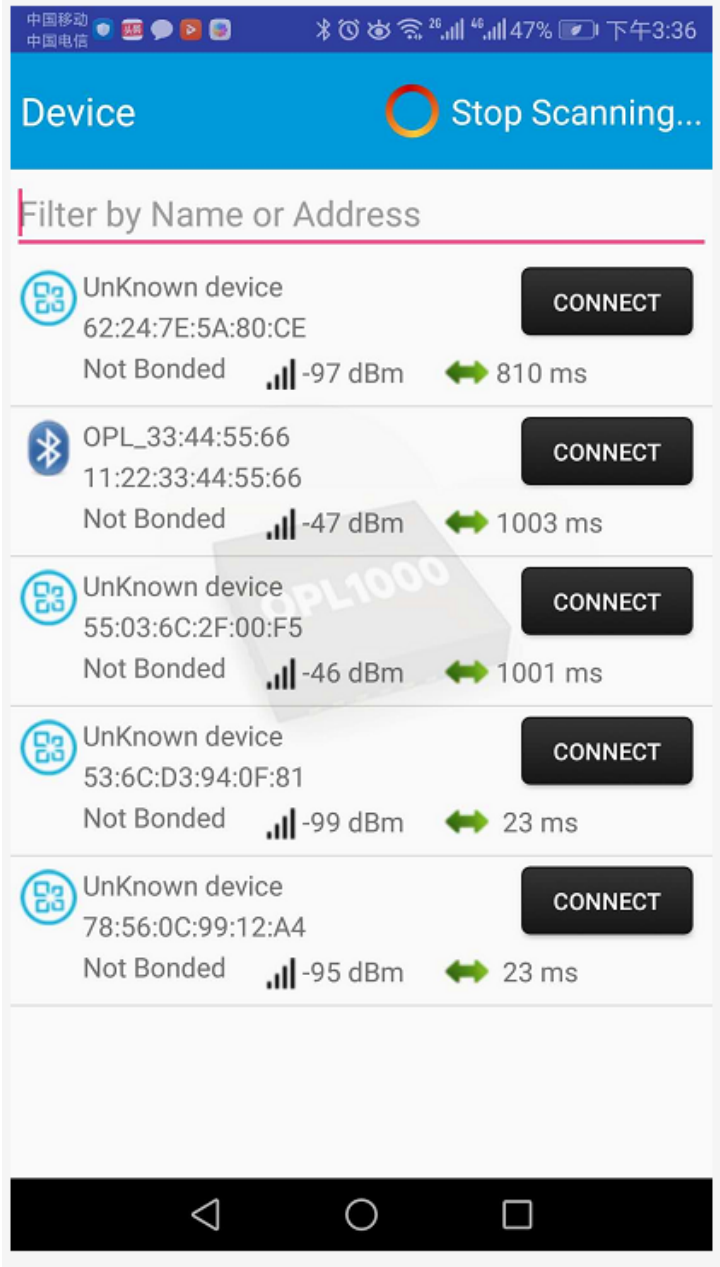 中国移动
中国电信
头条
2G 4G 47% 下午3:36
Device Stop Scanning...
Filter by Name or Address
UnKnown device
CONNECT
62:24:7E:5A:80:CE
Not Bonded -97 dBm 810 ms
OPL_33:44:55:66
CONNECT
11:22:33:44:55:66
Not Bonded -47 dBm 1003 ms
UnKnown device
CONNECT
OPL1000
55:03:6C:2F:00:F5
Not Bonded -46 dBm 1001 ms
UnKnown device
CONNECT
53:6C:D3:94:0F:81
Not Bonded -99 dBm 23 ms
UnKnown device
CONNECT
78:56:0C:99:12:A4
Not Bonded -95 dBm 23 ms